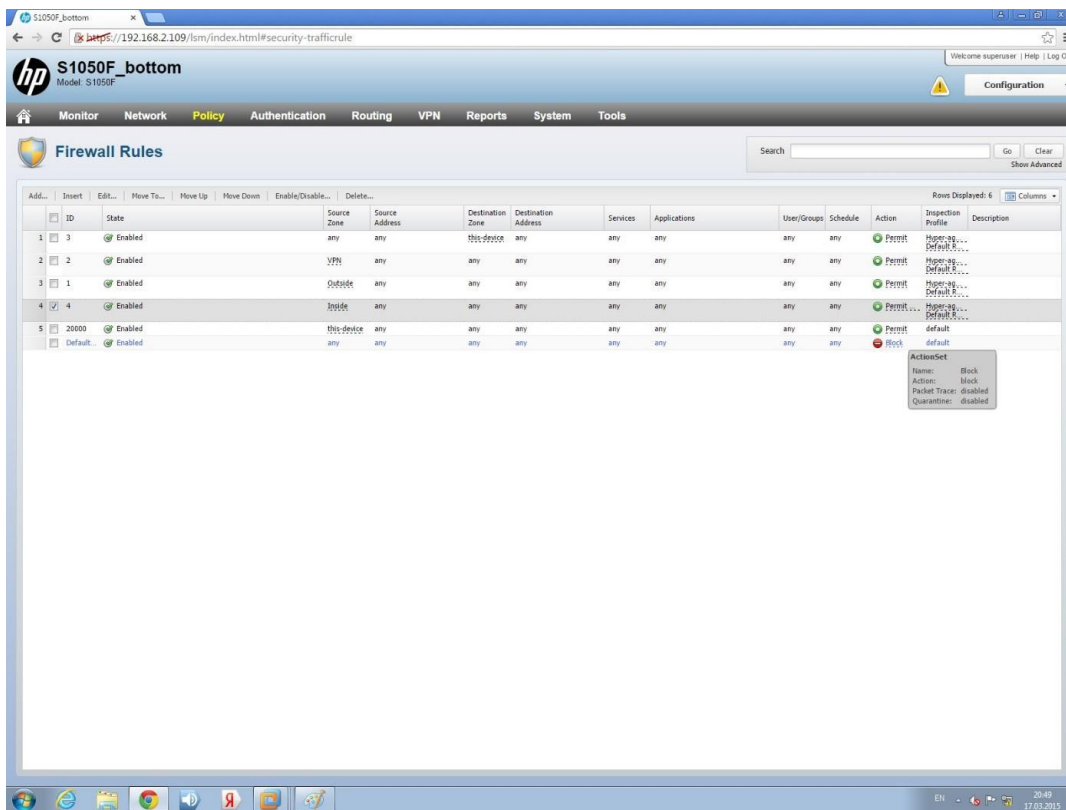 S1050F_bottom
https://192.168.2.109/lsm/index.html#security-trafficrule
Welcome superuser | Help | Log O
hp
S1050F_bottom
Model: S1050F
Configuration
Monitor Network Policy Authentication Routing VPN Reports System Tools
Firewall Rules
Search Go Clear
Show Advanced
Add... Insert Edit... Move To... Move Up Move Down Enable/Disable... Delete... Rows Displayed: 6 Columns
ID State Source Zone Source Address Destination Zone Destination Address Services Applications User/Groups Schedule Action Inspection Profile Description
1 3 Enabled any any this-device any any any any any Permit Hyper-ag...
Default R...
2 2 Enabled VPN any any any any any any any Permit Hyper-ag...
Default R...
3 1 Enabled Outside any any any any any any any Permit Hyper-ag...
Default R...
4 4 Enabled Inside any any any any any any any Permit... Hyper-ag...
Default R...
5 20000 Enabled this-device any any any any any any any Permit default
Default... Enabled any any any any any any any any Block default
ActionSet
Name: Block
Action: block
Packet Trace: disabled
Quarantine: disabled
Я
EN 20:49
17.03.2015